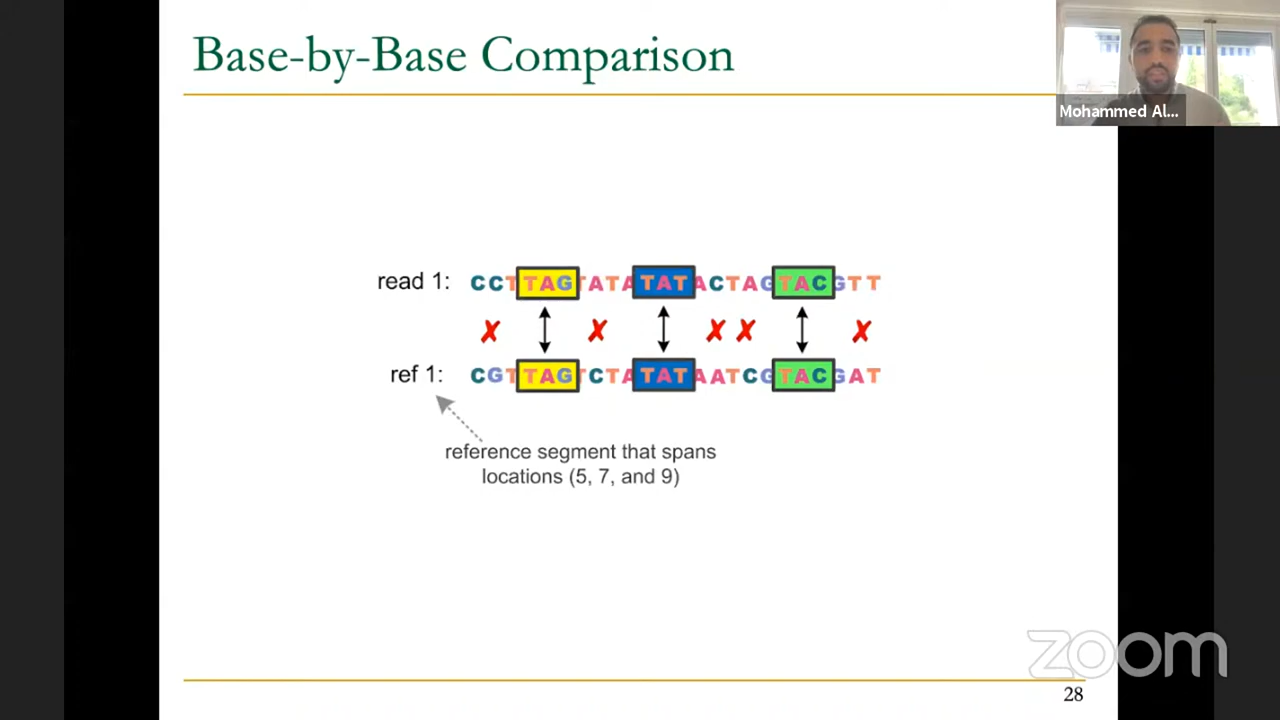 Base-by-Base Comparison
Mohammed Al...
read 1: CCTTAGTATATATACTAGTACGTT
✗ ✗ ✗ ✗ ✗
ref 1: CGTTAGTCTATATAATCGTACGAT
reference segment that spans
locations (5, 7, and 9)
zoom
28